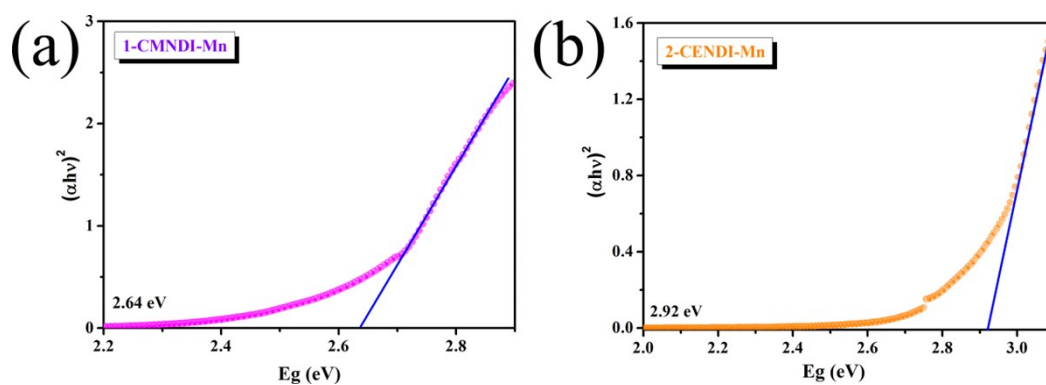 (a)
1-CMNDI-Mn
(αhν)²
3
2
1
0
2.64 eV
2.2 2.4 2.6 2.8
Eg (eV)
(b)
2-CENDI-Mn
(αhν)²
1.6
1.2
0.8
0.4
0.0
2.92 eV
2.0 2.2 2.4 2.6 2.8 3.0
Eg (eV)